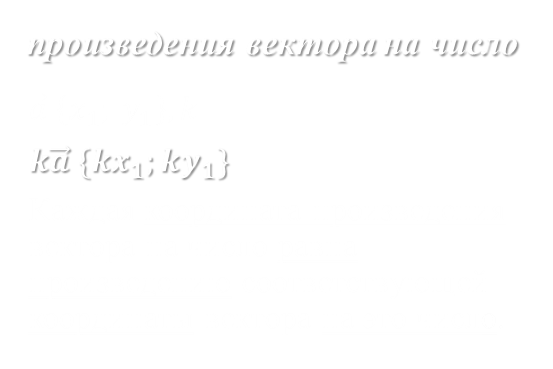 произведения вектора на число
ka⃗ {kx₁; ky₁}